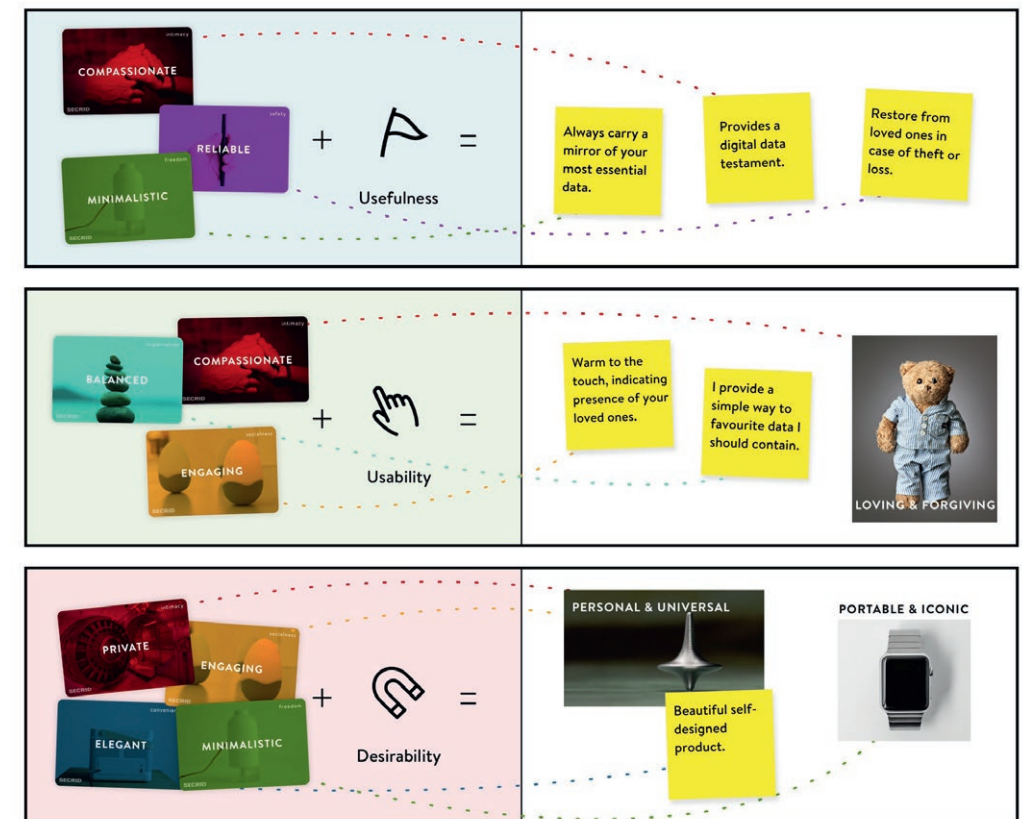 intimacy
COMPASSIONATE
SECRID
safety
RELIABLE
freedom
MINIMALISTIC
SECRID
+
Usefulness
=
Always carry a
mirror of your
most essential
data.
Provides a
digital data
testament.
Restore from
loved ones in
case of theft or
loss.
BALANCED
SECRID
intimacy
COMPASSIONATE
SECRID
socialness
ENGAGING
SECRID
+
Usability
=
Warm to the
touch, indicating
presence of your
loved ones.
I provide a
simple way to
favourite data I
should contain.
LOVING & FORGIVING
intimacy
PRIVATE
SECRID
socialness
ENGAGING
ELEGANT
SECRID
freedom
MINIMALISTIC
SECRID
+
Desirability
=
PERSONAL & UNIVERSAL
Beautiful self-
designed
product.
PORTABLE & ICONIC